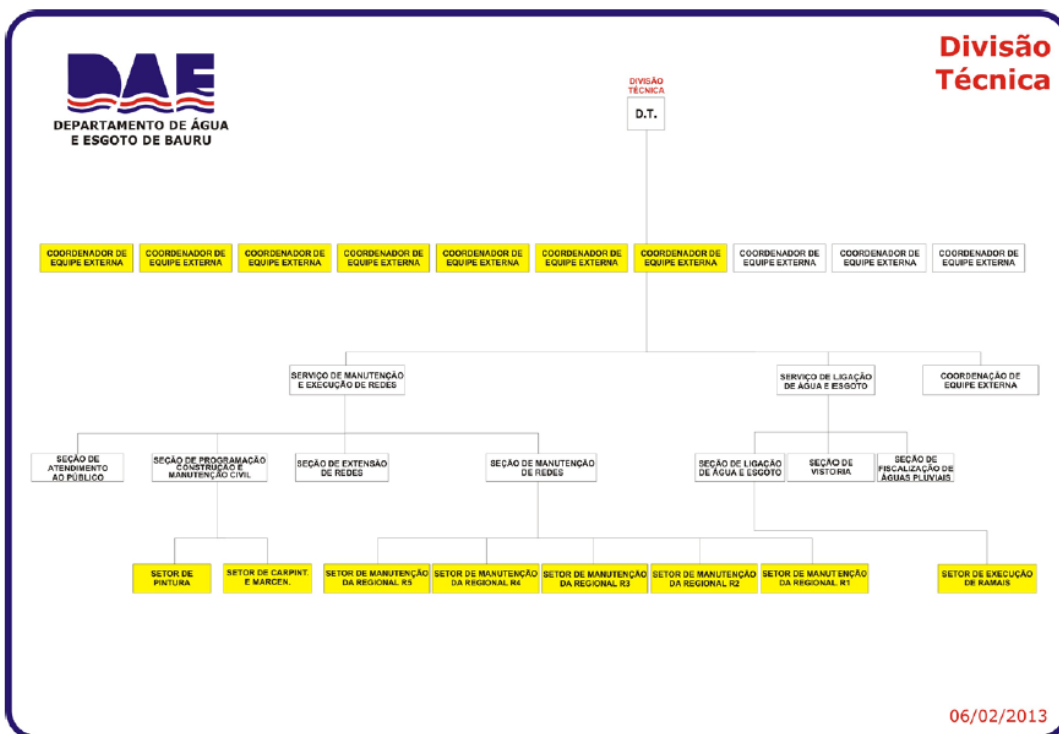 Divisão
Técnica
DAE
DEPARTAMENTO DE ÁGUA
E ESGOTO DE BAURU
DIVISÃO
TÉCNICA
D.T.
COORDENADOR DE
EQUIPE EXTERNA
COORDENADOR DE
EQUIPE EXTERNA
COORDENADOR DE
EQUIPE EXTERNA
COORDENADOR DE
EQUIPE EXTERNA
COORDENADOR DE
EQUIPE EXTERNA
COORDENADOR DE
EQUIPE EXTERNA
COORDENADOR DE
EQUIPE EXTERNA
COORDENADOR DE
EQUIPE EXTERNA
COORDENADOR DE
EQUIPE EXTERNA
COORDENADOR DE
EQUIPE EXTERNA
SERVIÇO DE MANUTENÇÃO
E EXECUÇÃO DE REDES
SERVIÇO DE LIGAÇÃO
DE ÁGUA E ESGOTO
COORDENAÇÃO DE
EQUIPE EXTERNA
SEÇÃO DE
ATENDIMENTO
AO PÚBLICO
SEÇÃO DE PROGRAMAÇÃO
CONSTRUÇÃO E
MANUTENÇÃO CIVIL
SEÇÃO DE EXTENSÃO
DE REDES
SEÇÃO DE MANUTENÇÃO
DE REDES
SEÇÃO DE LIGAÇÃO
DE ÁGUA E ESGOTO
SEÇÃO DE
VISTORIA
SEÇÃO DE
FISCALIZAÇÃO DE
ÁGUAS PLUVIAIS
SETOR DE
PINTURA
SETOR DE CARPINT.
E MARCEN.
SETOR DE MANUTENÇÃO
DA REGIONAL R5
SETOR DE MANUTENÇÃO
DA REGIONAL R4
SETOR DE MANUTENÇÃO
DA REGIONAL R3
SETOR DE MANUTENÇÃO
DA REGIONAL R2
SETOR DE MANUTENÇÃO
DA REGIONAL R1
SETOR DE EXECUÇÃO
DE RAMAIS
06/02/2013